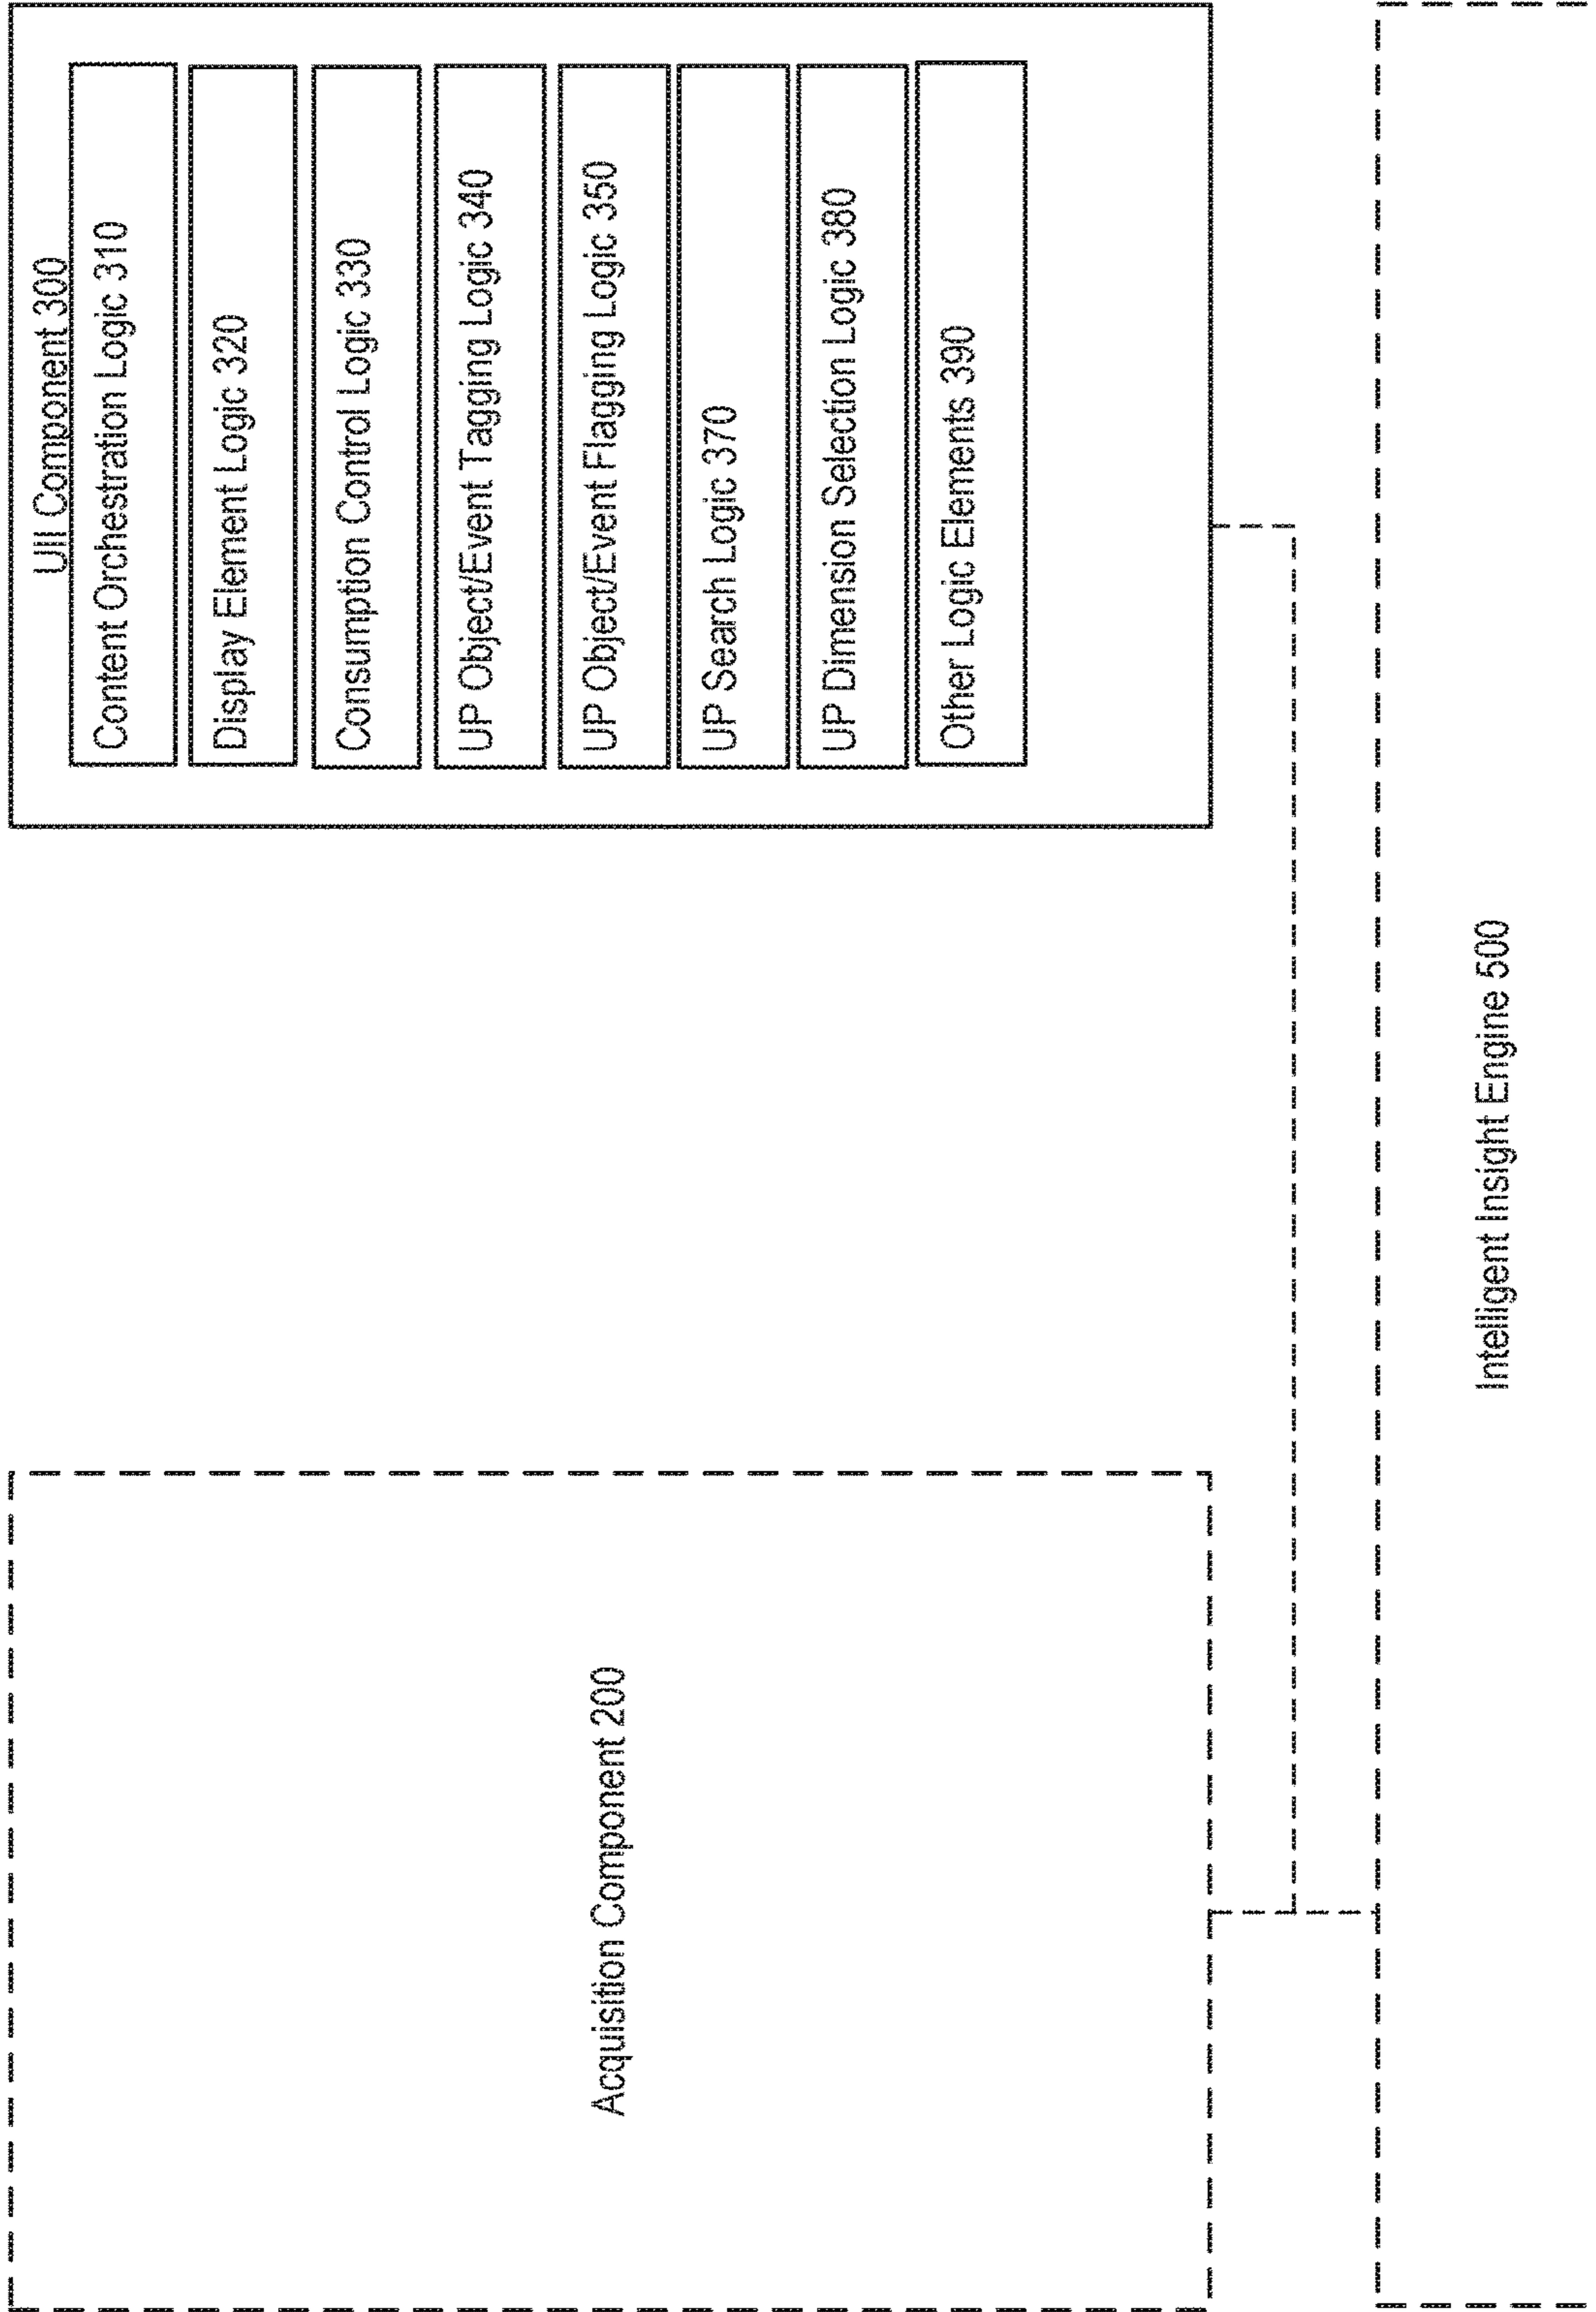 UII Component 300
Content Orchestration Logic 310
Display Element Logic 320
Consumption Control Logic 330
UP Object/Event Tagging Logic 340
UP Object/Event Flagging Logic 350
UP Search Logic 370
UP Dimension Selection Logic 380
Other Logic Elements 390
Acquisition Component 200
Intelligent Insight Engine 500